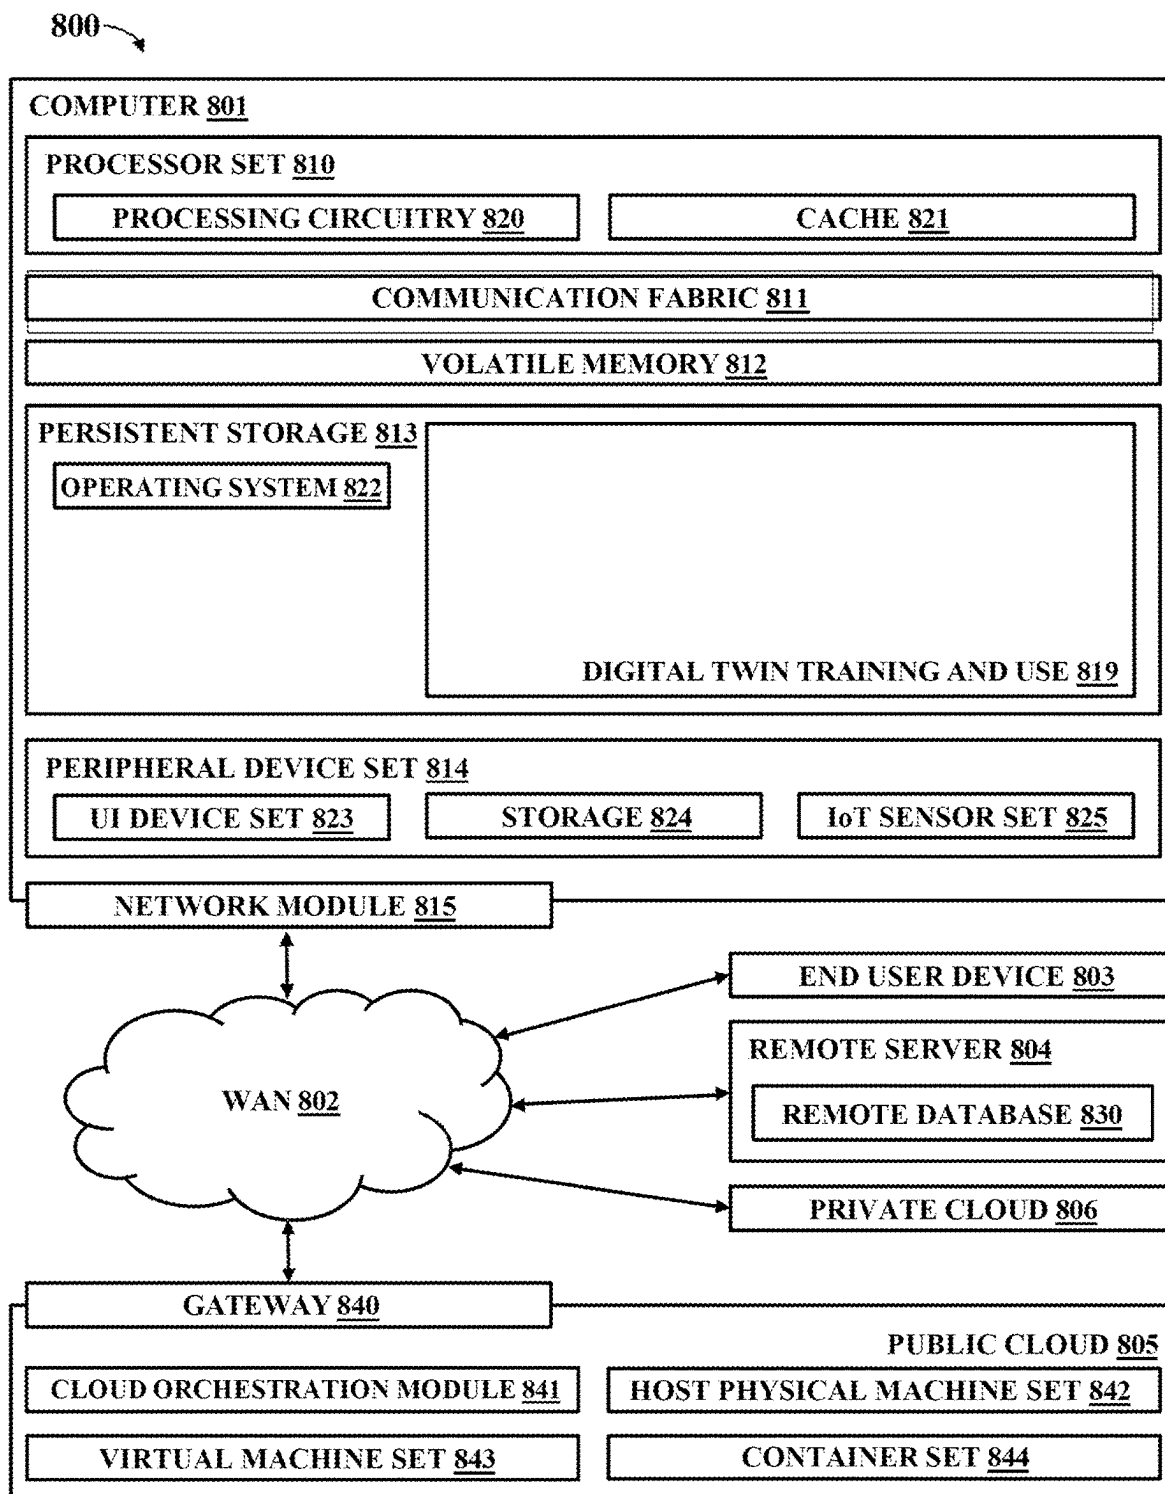 800
COMPUTER 801
PROCESSOR SET 810
PROCESSING CIRCUITRY 820
CACHE 821
COMMUNICATION FABRIC 811
VOLATILE MEMORY 812
PERSISTENT STORAGE 813
OPERATING SYSTEM 822
DIGITAL TWIN TRAINING AND USE 819
PERIPHERAL DEVICE SET 814
UI DEVICE SET 823
STORAGE 824
IoT SENSOR SET 825
NETWORK MODULE 815
END USER DEVICE 803
REMOTE SERVER 804
WAN 802
REMOTE DATABASE 830
PRIVATE CLOUD 806
GATEWAY 840
PUBLIC CLOUD 805
CLOUD ORCHESTRATION MODULE 841
HOST PHYSICAL MACHINE SET 842
VIRTUAL MACHINE SET 843
CONTAINER SET 844